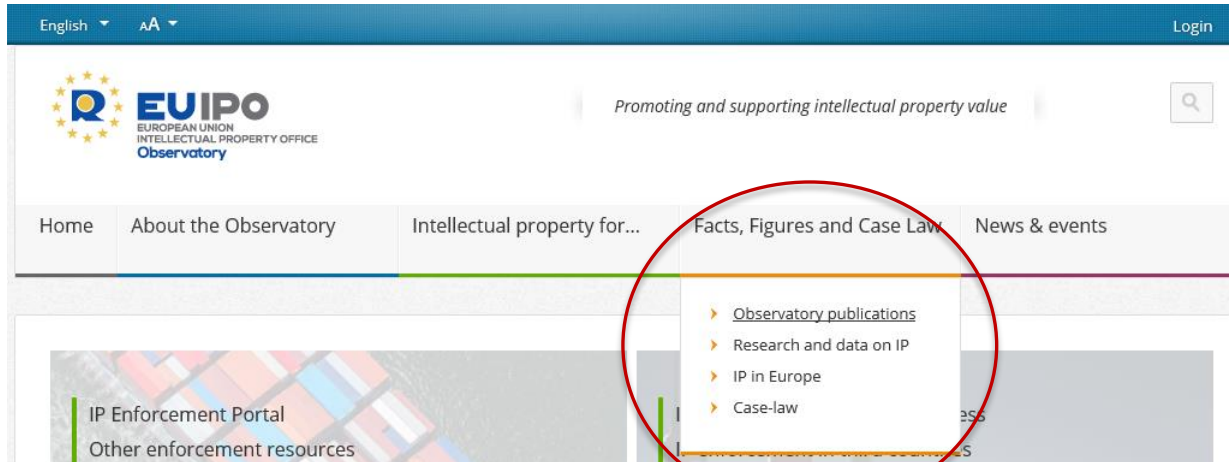 English AA Login
EUIPO
EUROPEAN UNION
INTELLECTUAL PROPERTY OFFICE
Observatory
Promoting and supporting intellectual property value
Home About the Observatory Intellectual property for... Facts, Figures and Case Law News & events
Observatory publications
Research and data on IP
IP in Europe
Case-law
IP Enforcement Portal
Other enforcement resources